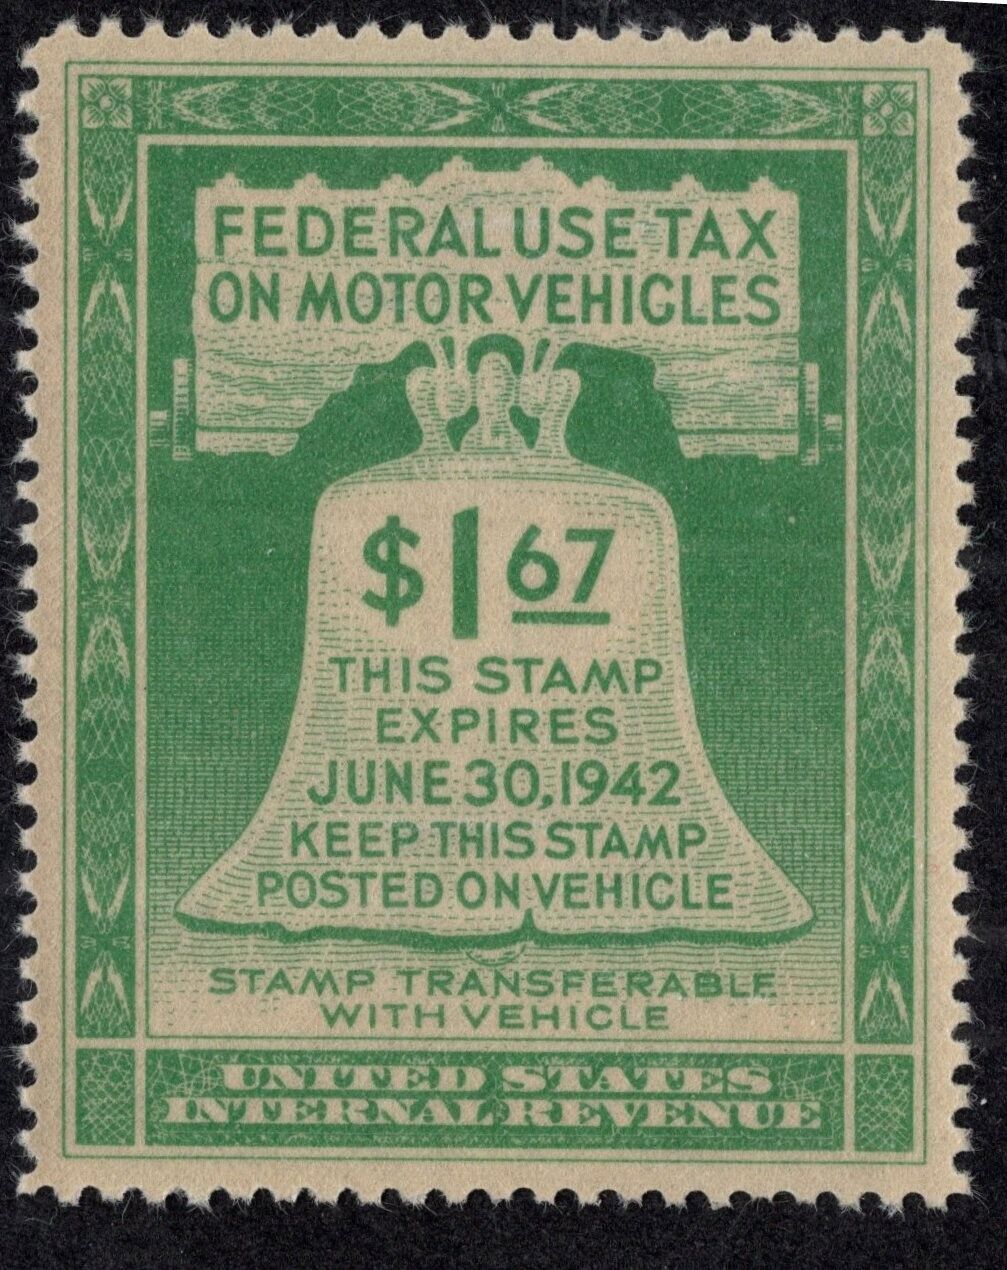 FEDERAL USE TAX
ON MOTOR VEHICLES
$1 67
THIS STAMP
EXPIRES
JUNE 30, 1942
KEEP THIS STAMP
POSTED ON VEHICLE
STAMP TRANSFERABLE
WITH VEHICLE
UNITED STATES
INTERNAL REVENUE